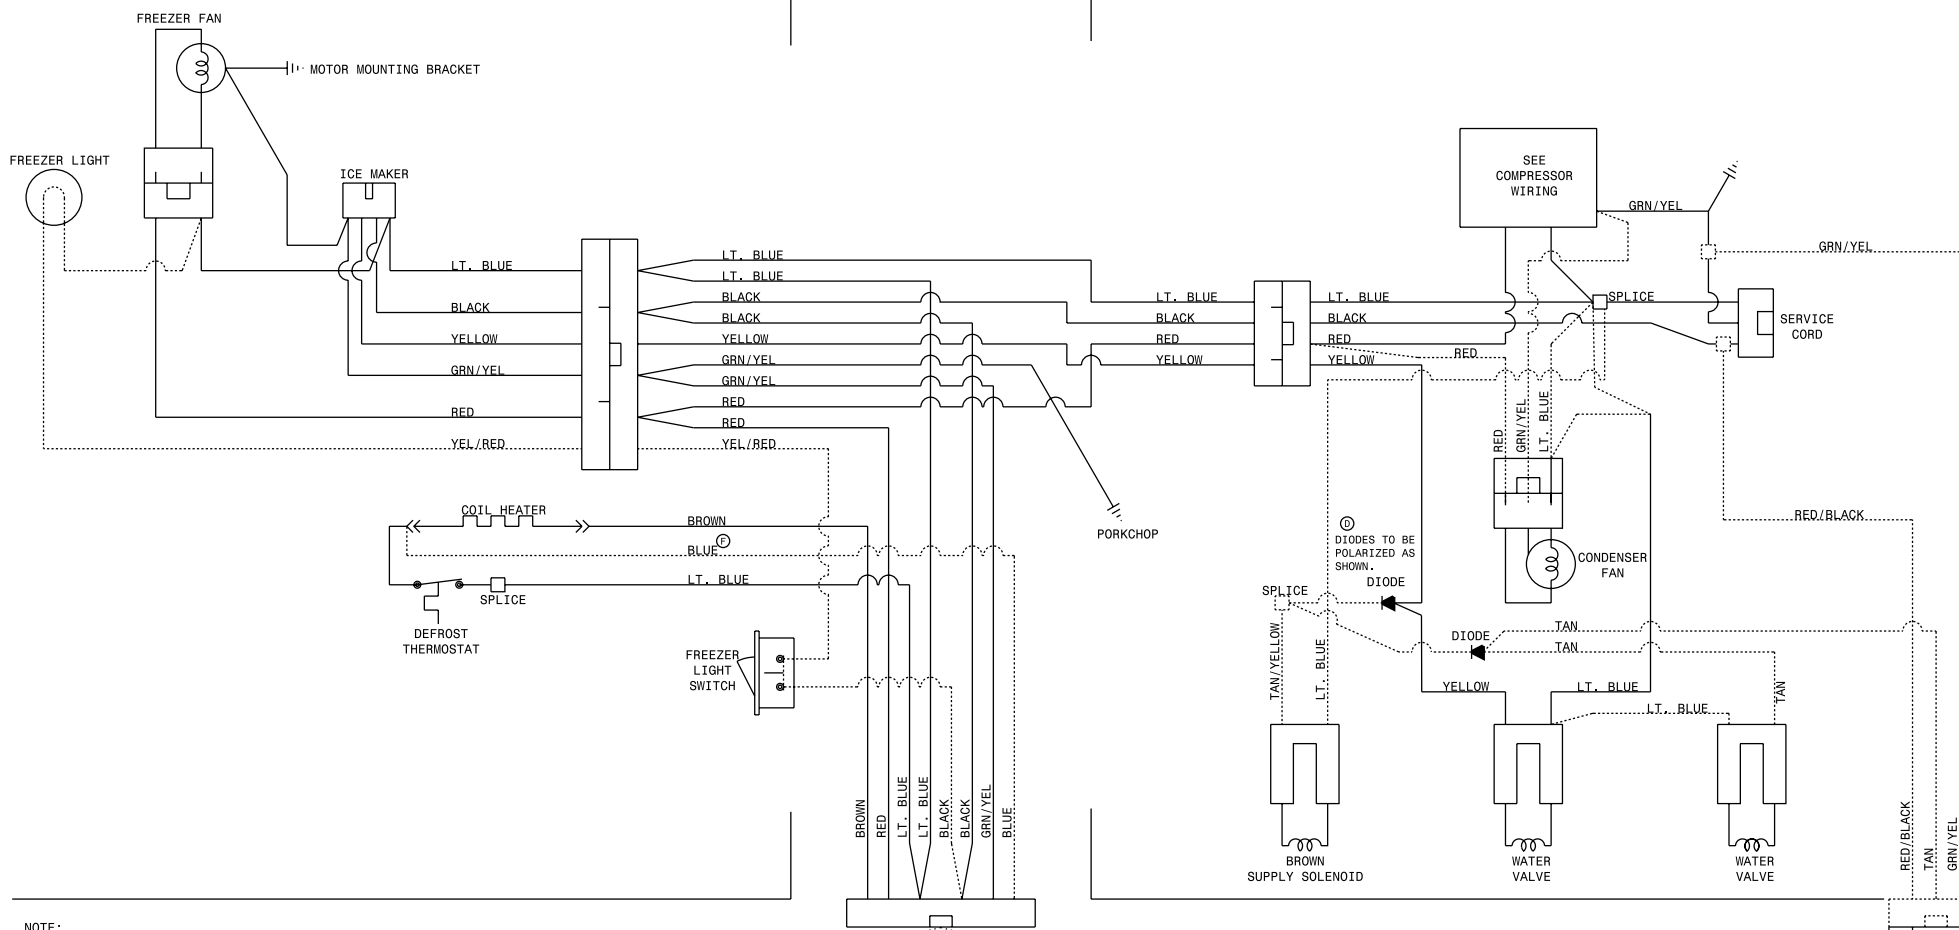 FREEZER FAN
MOTOR MOUNTING BRACKET
FREEZER LIGHT
ICE MAKER
LT. BLUE
BLACK
YELLOW
GRN/YEL
RED
YEL/RED
LT. BLUE
LT. BLUE
BLACK
BLACK
YELLOW
GRN/YEL
GRN/YEL
RED
RED
YEL/RED
COIL HEATER
BROWN
BLUE
F
LT. BLUE
SPLICE
DEFROST
THERMOSTAT
FREEZER
LIGHT
SWITCH
PORKCHOP
BROWN
RED
LT. BLUE
LT. BLUE
BLACK
BLACK
GRN/YEL
BLUE
LT. BLUE
BLACK
RED
YELLOW
LT. BLUE
BLACK
RED
YELLOW
RED
SEE
COMPRESSOR
WIRING
GRN/YEL
GRN/YEL
SPLICE
SERVICE
CORD
RED
GRN/YEL
LT. BLUE
RED/BLACK
CONDENSER
FAN
D
DIODES TO BE
POLARIZED AS
SHOWN.
DIODE
SPLICE
DIODE
TAN
TAN
TAN/YELLOW
LT. BLUE
YELLOW
LT. BLUE
LT. BLUE
TAN
BROWN
SUPPLY SOLENOID
WATER
VALVE
WATER
VALVE
RED/BLACK
TAN
GRN/YEL
NOTE: